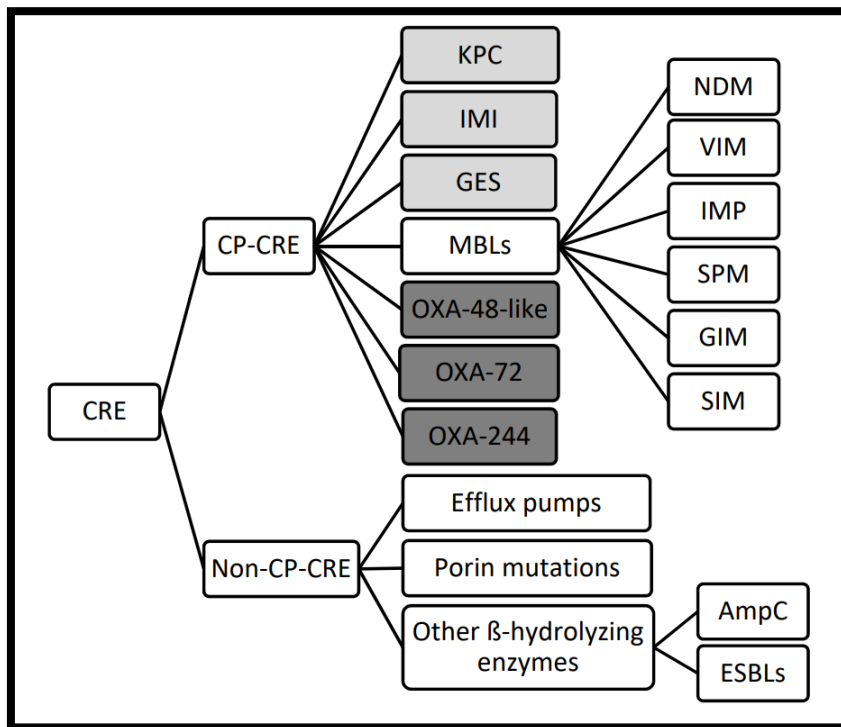 KPC
IMI
GES
CP-CRE
MBLs
OXA-48-like
OXA-72
OXA-244
NDM
VIM
IMP
SPM
GIM
SIM
CRE
Non-CP-CRE
Efflux pumps
Porin mutations
Other ß-hydrolyzing
enzymes
AmpC
ESBLs